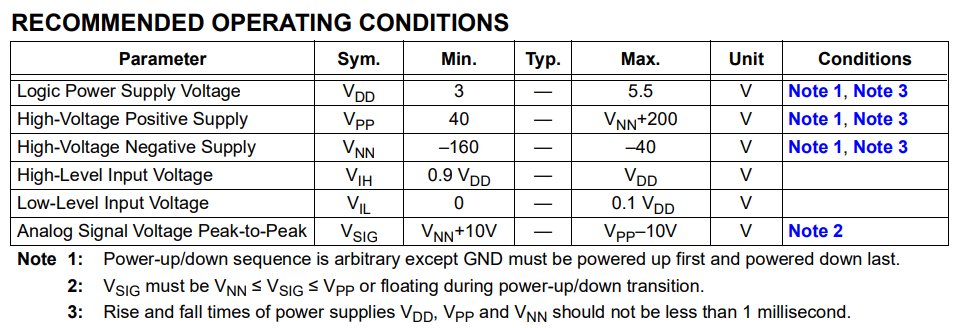 RECOMMENDED OPERATING CONDITIONS
Parameter Sym. Min. Typ. Max. Unit Conditions
Logic Power Supply Voltage VDD 3 — 5.5 V Note 1, Note 3
High-Voltage Positive Supply VPP 40 — VNN+200 V Note 1, Note 3
High-Voltage Negative Supply VNN –160 — –40 V Note 1, Note 3
High-Level Input Voltage VIH 0.9 VDD — VDD V
Low-Level Input Voltage VIL 0 — 0.1 VDD V
Analog Signal Voltage Peak-to-Peak VSIG VNN+10V — VPP–10V V Note 2
Note 1: Power-up/down sequence is arbitrary except GND must be powered up first and powered down last.
2: VSIG must be VNN ≤ VSIG ≤ VPP or floating during power-up/down transition.
3: Rise and fall times of power supplies VDD, VPP and VNN should not be less than 1 millisecond.